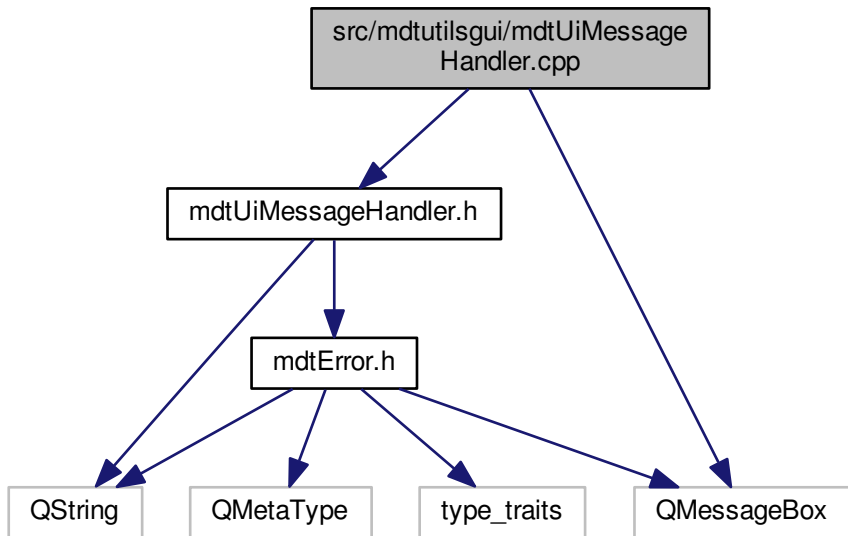 src/mdtutilsgui/mdtUiMessage
Handler.cpp
mdtUiMessageHandler.h
mdtError.h
QString
QMetaType
type_traits
QMessageBox